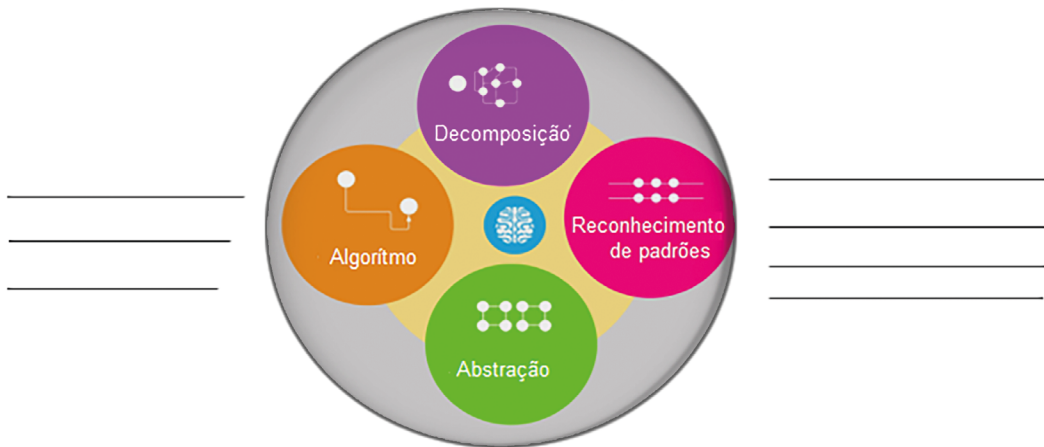 Decomposição
Algorítmo
Reconhecimento
de padrões
Abstração